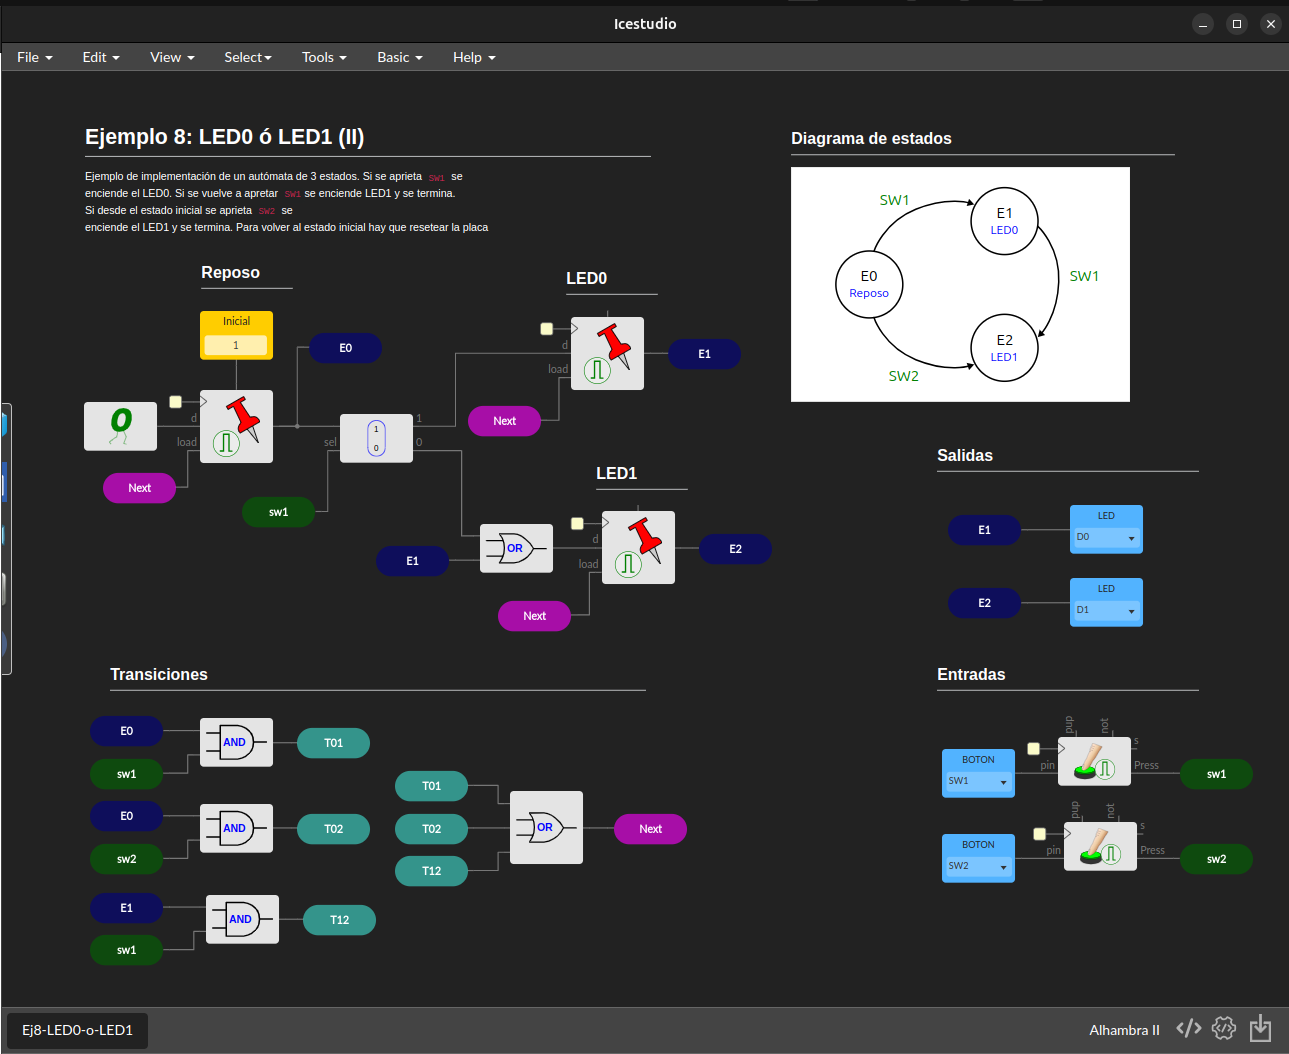 Icestudio
File Edit View Select Tools Basic Help
Ejemplo 8: LED0 ó LED1 (II)
Ejemplo de implementación de un autómata de 3 estados. Si se aprieta SW1 se
enciende el LED0. Si se vuelve a apretar SW1 se enciende LED1 y se termina.
Si desde el estado inicial se aprieta SW2 se
enciende el LED1 y se termina. Para volver al estado inicial hay que resetear la placa
Diagrama de estados
SW1
E1
LED0
E0
Reposo
SW1
E2
LED1
SW2
Reposo
Inicial
1
E0
0
d
load
Next
sel
1
0
1
0
sw1
LED0
d
load
E1
Next
LED1
E1
OR
d
load
E2
Next
Salidas
E1
LED
D0
E2
LED
D1
Transiciones
E0
sw1
AND
T01
E0
sw2
AND
T02
E1
sw1
AND
T12
T01
T02
T12
OR
Next
Entradas
BOTON
SW1
pin
pup
not
s
Press
sw1
BOTON
SW2
pin
pup
not
s
Press
sw2
Ej8-LED0-o-LED1
Alhambra II